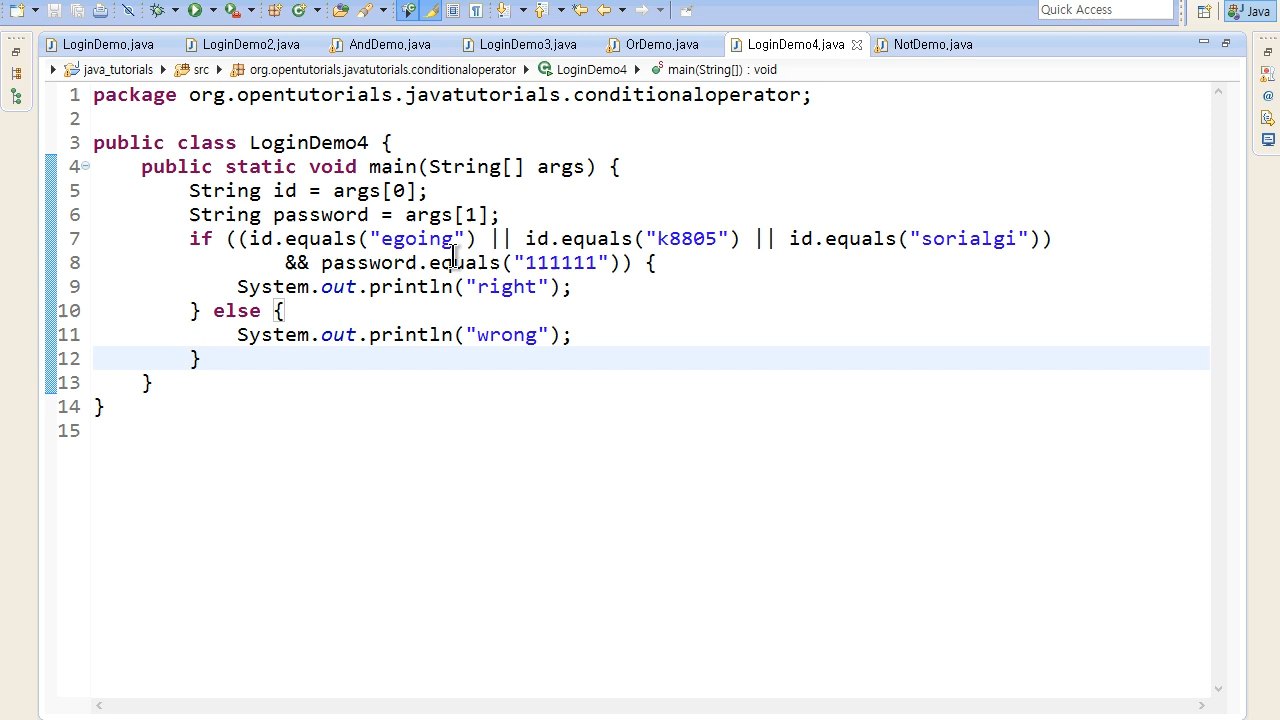 Quick Access
Java
LoginDemo.java
LoginDemo2.java
AndDemo.java
LoginDemo3.java
OrDemo.java
LoginDemo4.java
NotDemo.java
java_tutorials
src
org.opentutorials.javatutorials.conditionaloperator
LoginDemo4
main(String[]) : void
1 package org.opentutorials.javatutorials.conditionaloperator;
2
3 public class LoginDemo4 {
4     public static void main(String[] args) {
5         String id = args[0];
6         String password = args[1];
7         if ((id.equals("egoing") || id.equals("k8805") || id.equals("sorialgi"))
8                 && password.equals("111111")) {
9             System.out.println("right");
10         } else {
11             System.out.println("wrong");
12         }
13     }
14 }
15